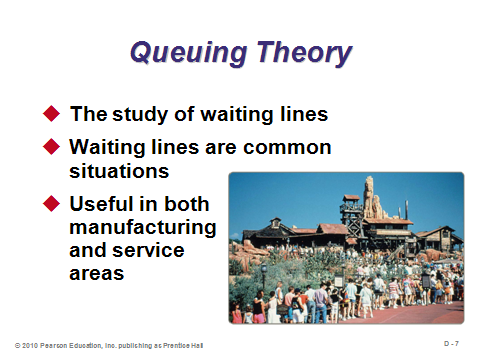 Queuing Theory
The study of waiting lines
Waiting lines are common
situations
Useful in both
manufacturing
and service
areas
© 2010 Pearson Education, Inc. publishing as Prentice Hall
D - 7